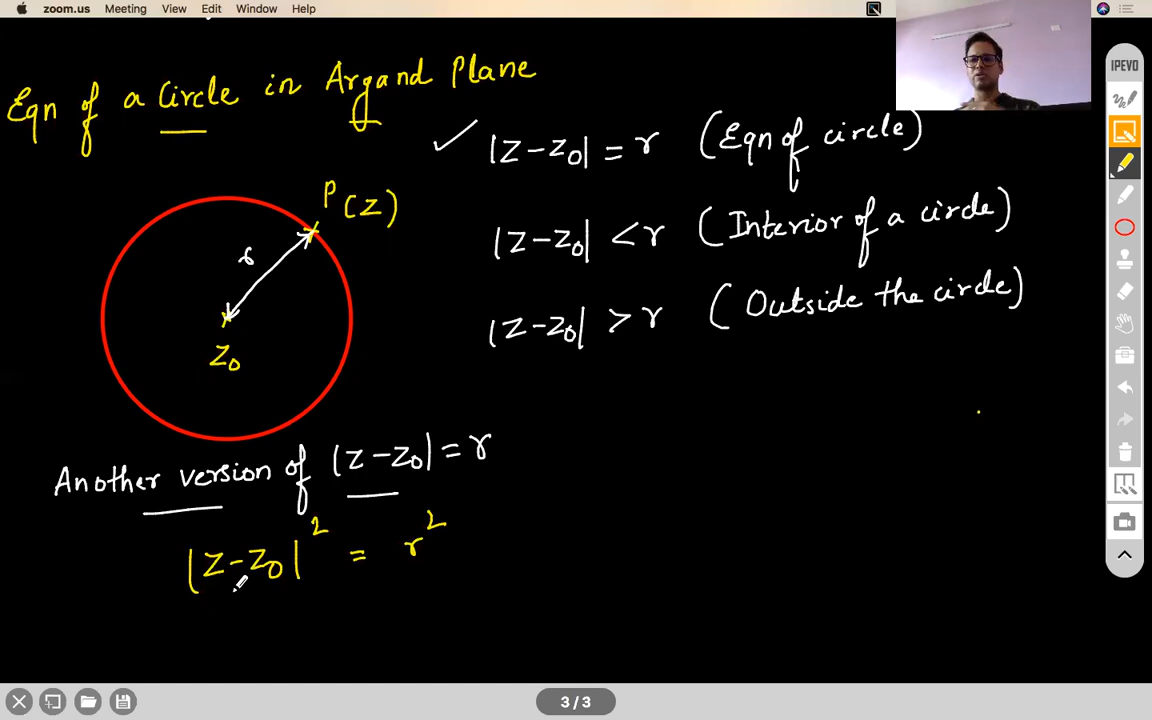 zoom.us Meeting View Edit Window Help
IPEVO
Eqn of a Circle in Argand Plane
|z-z₀| = r (Eqn of circle)
P(z)
|z-z₀| < r (Interior of a circle)
r
|z-z₀| > r (Outside the circle)
z₀
Another version of |z-z₀| = r
|z-z₀|² = r²
3/3